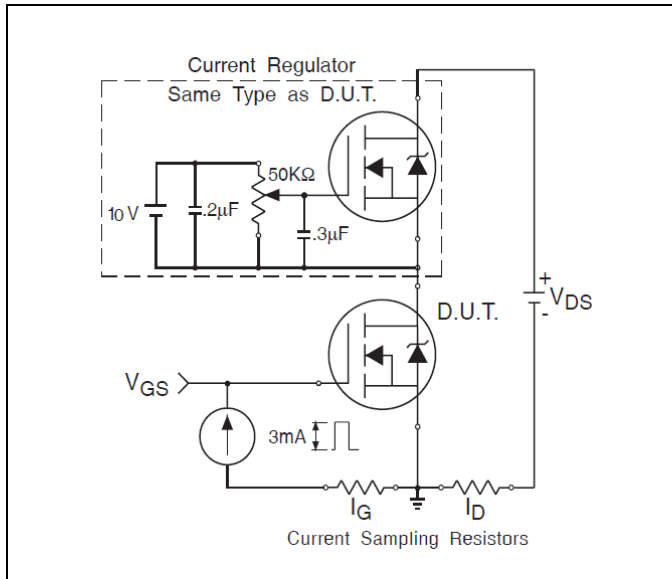 Current Regulator
Same Type as D.U.T.
50KΩ
10 V
.2μF
.3μF
+
VDS
-
D.U.T.
VGS
3mA
IG
ID
Current Sampling Resistors